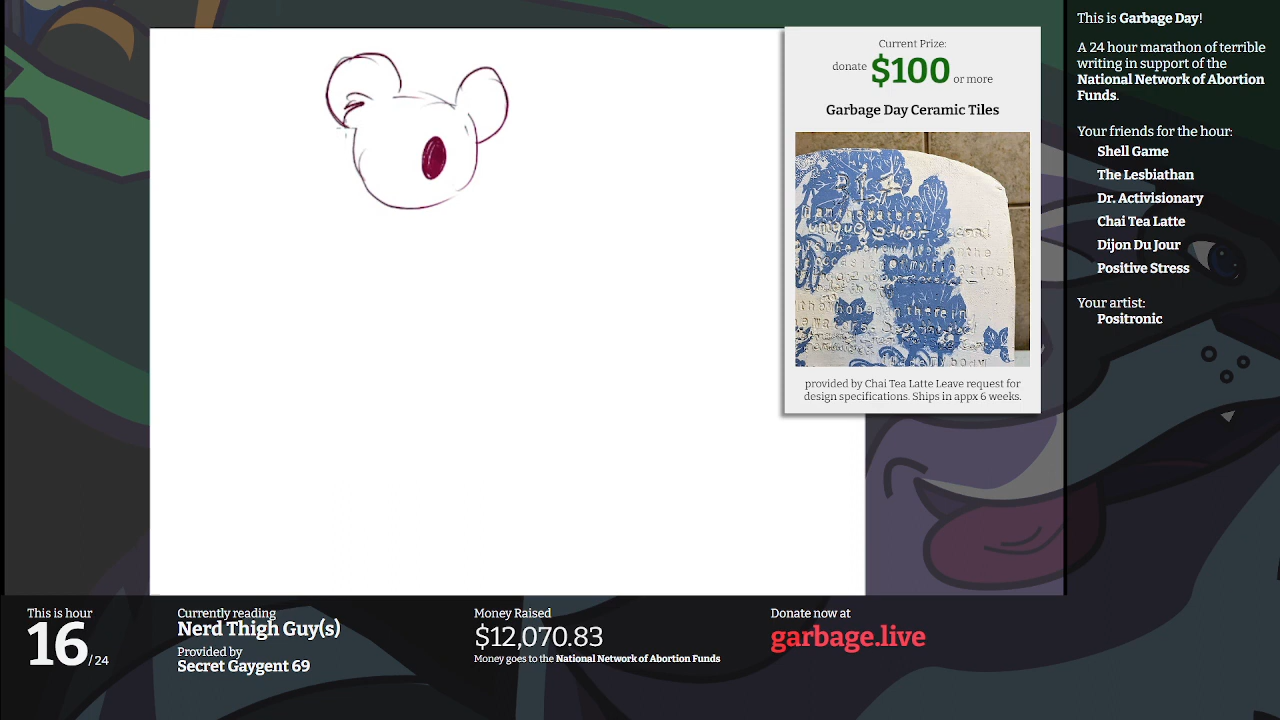 This is Garbage Day!
A 24 hour marathon of terrible
writing in support of the
National Network of Abortion
Funds.
Your friends for the hour:
Shell Game
The Lesbiathan
Dr. Activisionary
Chai Tea Latte
Dijon Du Jour
Positive Stress
Your artist:
Positronic
Current Prize:
donate $100 or more
Garbage Day Ceramic Tiles
provided by Chai Tea Latte Leave request for
design specifications. Ships in appx 6 weeks.
This is hour
16/24
Currently reading
Nerd Thigh Guy(s)
Provided by
Secret Gaygent 69
Money Raised
$12,070.83
Money goes to the National Network of Abortion Funds
Donate now at
garbage.live